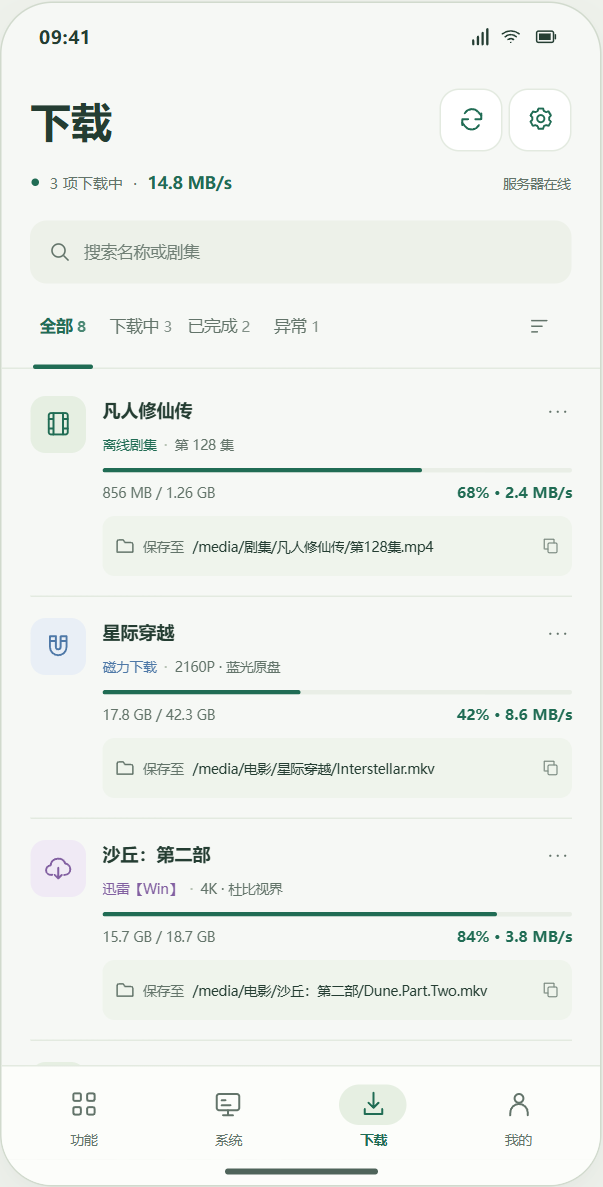 09:41
下载
3 项下载中 · 14.8 MB/s 服务器在线
搜索名称或剧集
全部 8 下载中 3 已完成 2 异常 1
凡人修仙传 ···
离线剧集 · 第 128 集
856 MB / 1.26 GB 68% • 2.4 MB/s
保存至 /media/剧集/凡人修仙传/第128集.mp4
星际穿越 ···
磁力下载 · 2160P · 蓝光原盘
17.8 GB / 42.3 GB 42% • 8.6 MB/s
保存至 /media/电影/星际穿越/Interstellar.mkv
沙丘：第二部 ···
迅雷【Win】 · 4K · 杜比视界
15.7 GB / 18.7 GB 84% • 3.8 MB/s
保存至 /media/电影/沙丘：第二部/Dune.Part.Two.mkv
功能 系统 下载 我的